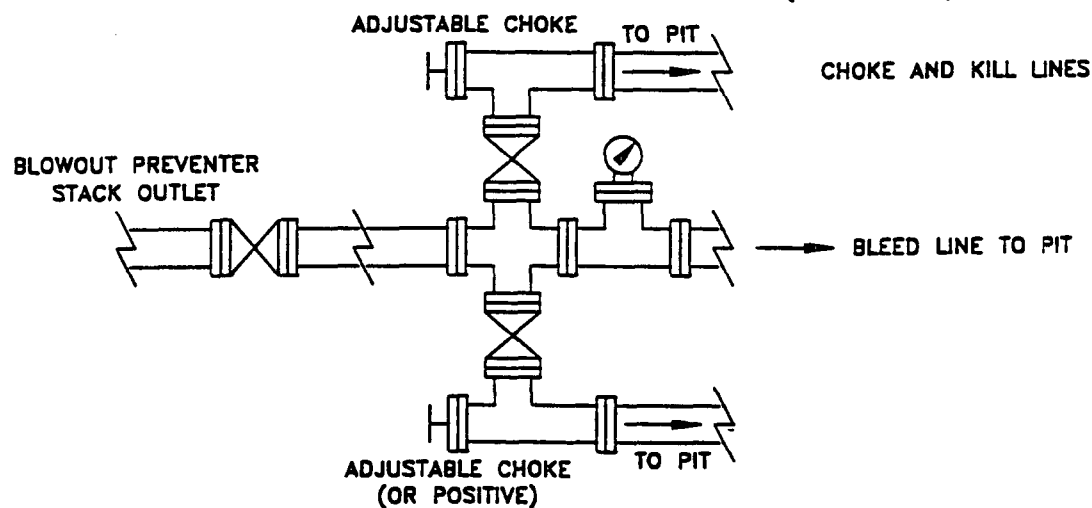 ADJUSTABLE CHOKE
TO PIT
CHOKE AND KILL LINES
BLOWOUT PREVENTER
STACK OUTLET
BLEED LINE TO PIT
TO PIT
ADJUSTABLE CHOKE
(OR POSITIVE)